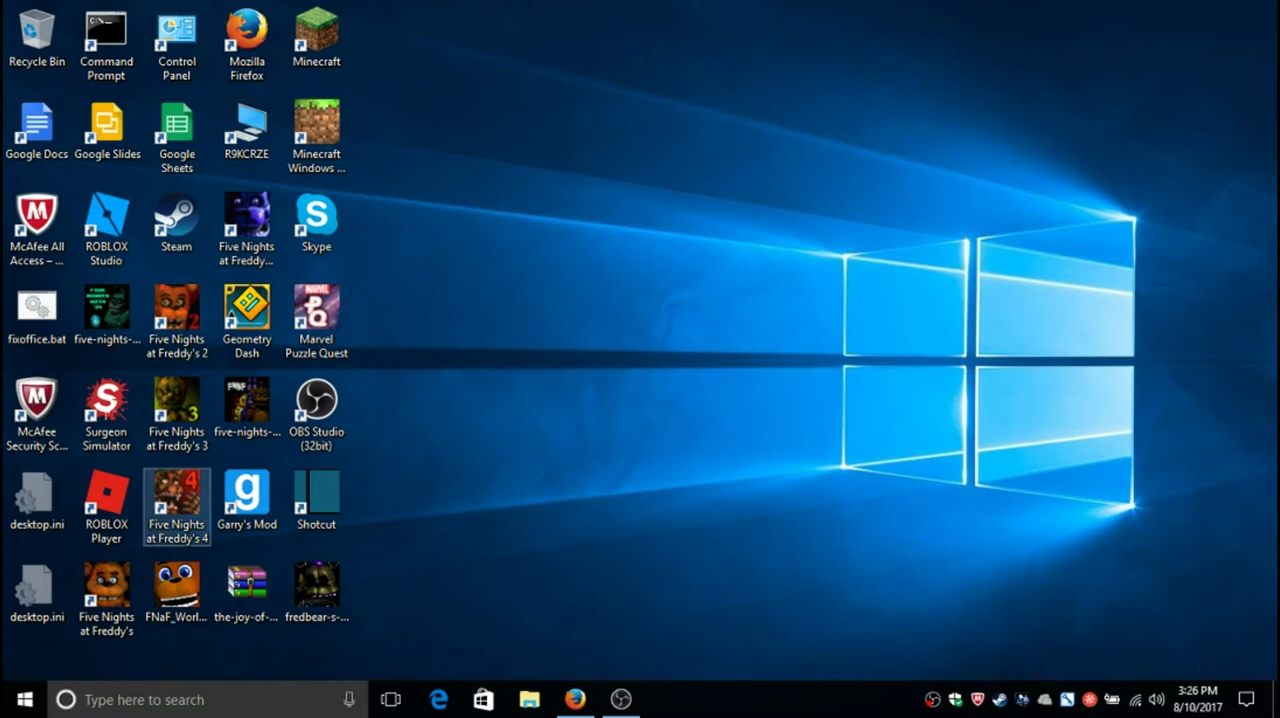 Recycle Bin
Command
Prompt
Control
Panel
Mozilla
Firefox
Minecraft
Google Docs
Google Slides
Google
Sheets
R9KCRZE
Minecraft
Windows ...
McAfee All
Access – ...
ROBLOX
Studio
Steam
Five Nights
at Freddy...
Skype
fixoffice.bat
five-nights-...
Five Nights
at Freddy's 2
Geometry
Dash
Marvel
Puzzle Quest
McAfee
Security Sc...
Surgeon
Simulator
Five Nights
at Freddy's 3
five-nights-...
OBS Studio
(32bit)
desktop.ini
ROBLOX
Player
Five Nights
at Freddy's 4
Garry's Mod
Shotcut
desktop.ini
Five Nights
at Freddy's
FNaF_Worl...
the-joy-of-...
fredbear-s-...
Type here to search
3:26 PM
8/10/2017